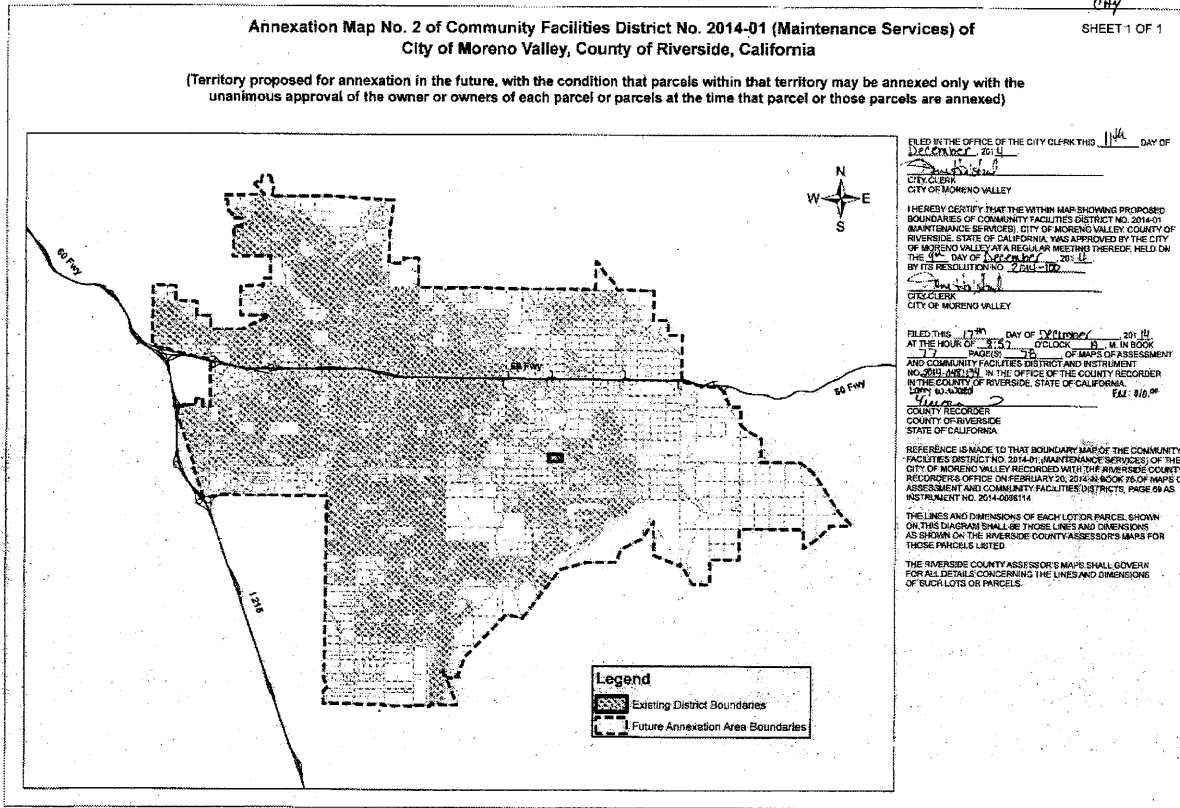 SHEET 1 OF 1
Annexation Map No. 2 of Community Facilities District No. 2014-01 (Maintenance Services) of
City of Moreno Valley, County of Riverside, California
(Territory proposed for annexation in the future, with the condition that parcels within that territory may be annexed only with the
unanimous approval of the owner or owners of each parcel or parcels at the time that parcel or those parcels are annexed)
N
W E
S
60 Fwy
60 Fwy
60 Fwy
I 215
Legend
Existing District Boundaries
Future Annexation Area Boundaries
FILED IN THE OFFICE OF THE CITY CLERK THIS 11th DAY OF
December, 2014
CITY CLERK
CITY OF MORENO VALLEY
I HEREBY CERTIFY THAT THE WITHIN MAP SHOWING PROPOSED
BOUNDARIES OF COMMUNITY FACILITIES DISTRICT NO. 2014-01
(MAINTENANCE SERVICES), CITY OF MORENO VALLEY, COUNTY OF
RIVERSIDE, STATE OF CALIFORNIA, WAS APPROVED BY THE CITY
OF MORENO VALLEY AT A REGULAR MEETING THEREOF, HELD ON
THE 9th DAY OF December, 2014
BY ITS RESOLUTION NO. 2014-100
CITY CLERK
CITY OF MORENO VALLEY
FILED THIS 17th DAY OF December, 2014
AT THE HOUR OF 8:57 O'CLOCK A M. IN BOOK
77 PAGE(S) 78 OF MAPS OF ASSESSMENT
AND COMMUNITY FACILITIES DISTRICT AND INSTRUMENT
NO. IN THE OFFICE OF THE COUNTY RECORDER
IN THE COUNTY OF RIVERSIDE, STATE OF CALIFORNIA.
Larry W. Ward
COUNTY RECORDER
COUNTY OF RIVERSIDE
STATE OF CALIFORNIA
REFERENCE IS MADE TO THAT BOUNDARY MAP OF THE COMMUNITY
FACILITIES DISTRICT NO. 2014-01 (MAINTENANCE SERVICES) OF THE
CITY OF MORENO VALLEY RECORDED WITH THE RIVERSIDE COUNTY
RECORDER'S OFFICE ON FEBRUARY 20, 2014 IN BOOK 76 OF MAPS O
ASSESSMENT AND COMMUNITY FACILITIES DISTRICTS, PAGE 69 AS
INSTRUMENT NO. 2014-0066114
THE LINES AND DIMENSIONS OF EACH LOT OR PARCEL SHOWN
ON THIS DIAGRAM SHALL BE THOSE LINES AND DIMENSIONS
AS SHOWN ON THE RIVERSIDE COUNTY ASSESSOR'S MAPS FOR
THOSE PARCELS LISTED
THE RIVERSIDE COUNTY ASSESSOR'S MAPS SHALL GOVERN
FOR ALL DETAILS CONCERNING THE LINES AND DIMENSIONS
OF SUCH LOTS OR PARCELS.